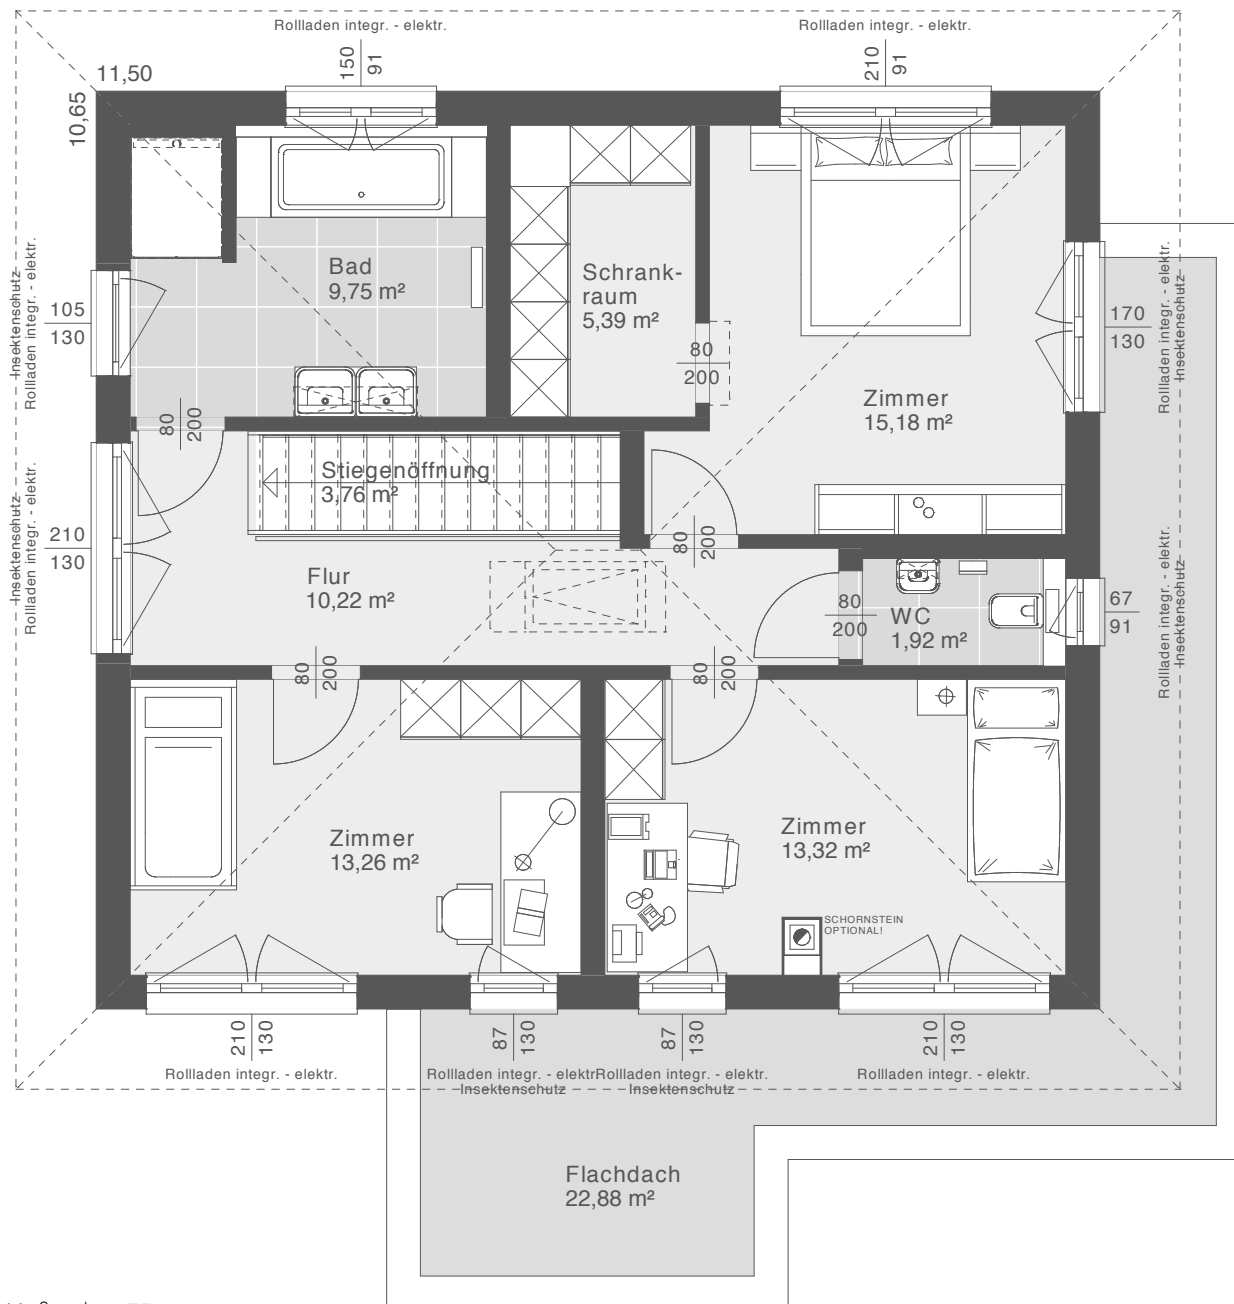 Rollladen integr. - elektr.
Rollladen integr. - elektr.
150
91
210
91
11,50
10,65
Bad
9,75 m²
Schrank-
raum
5,39 m²
Insektenschutz
Rollladen integr. - elektr.
105
130
80
200
Rollladen integr. - elektr.
Insektenschutz
170
130
Zimmer
15,18 m²
80
200
Stiegenöffnung
3,76 m²
Insektenschutz
Rollladen integr. - elektr.
210
130
80
200
Flur
10,22 m²
80
200
WC
1,92 m²
67
91
Rollladen integr. - elektr.
Insektenschutz
80
200
80
200
Zimmer
13,26 m²
Zimmer
13,32 m²
SCHORNSTEIN
OPTIONAL!
210
130
87
130
87
130
210
130
Rollladen integr. - elektr.
Rollladen integr. - elektr.
Insektenschutz
Rollladen integr. - elektr.
Insektenschutz
Rollladen integr. - elektr.
Flachdach
22,88 m²